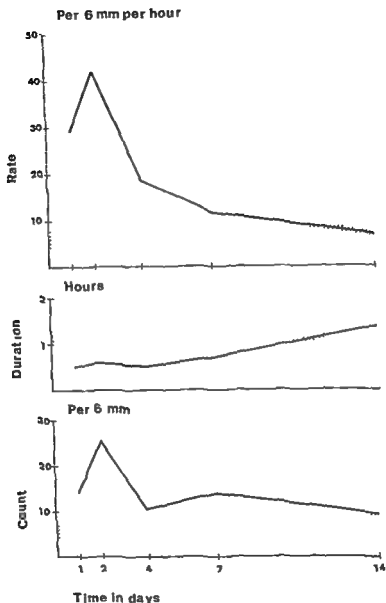 Per 6 mm per hour
50
40
30
20
10
Rate
Hours
2
1
Duration
Per 6 mm
30
20
10
Count
1 2 4 7 14
Time in days